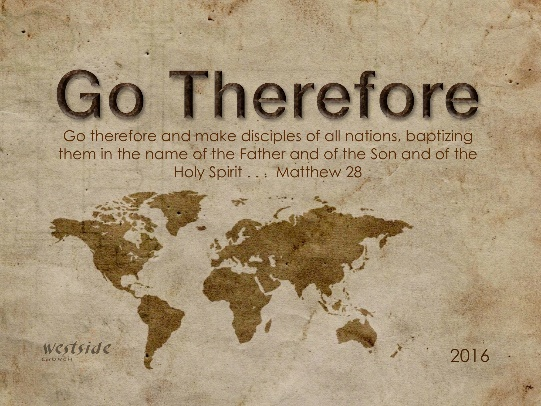 Go Therefore
Go therefore and make disciples of all nations, baptizing
them in the name of the Father and of the Son and of the
Holy Spirit . . . Matthew 28
westside
CHURCH
2016